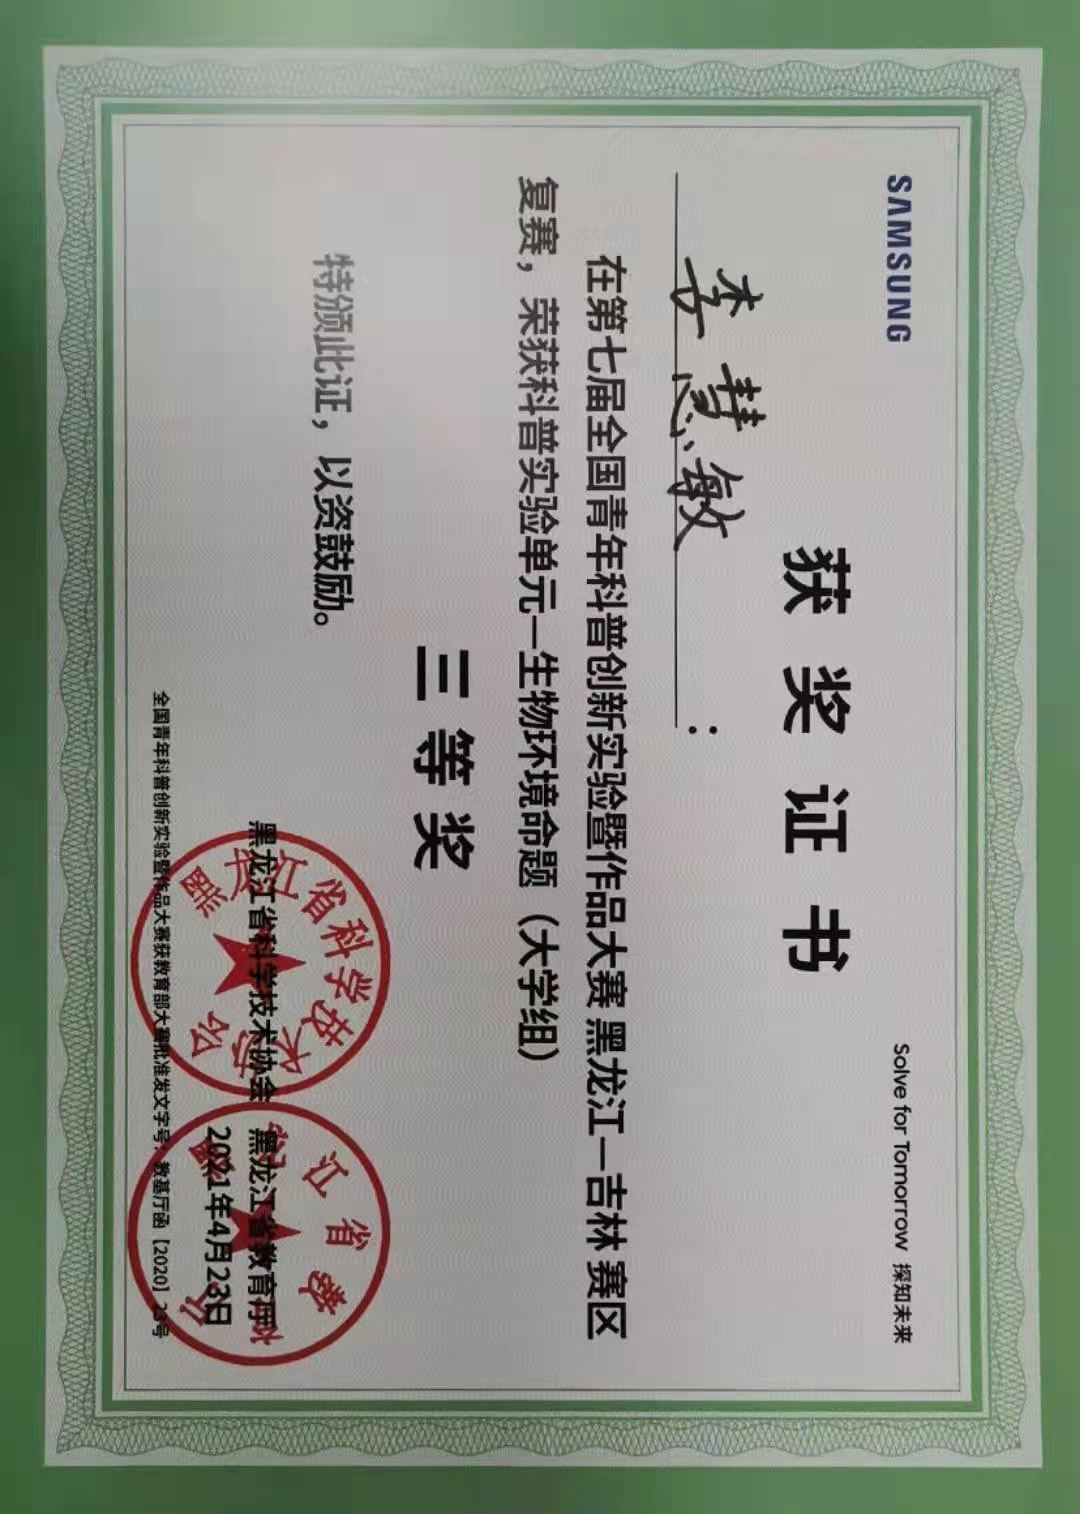 SAMSUNG
Solve for Tomorrow 探知未来
获奖证书
李慧敏：
在第七届全国青年科普创新实验暨作品大赛 黑龙江—吉林 赛区
复赛，荣获科普实验单元—生物环境命题（大学组）
三等奖
特颁此证，以资鼓励。
黑龙江省科学技术协会 黑龙江省教育厅
2021年4月23日
全国青年科普创新实验暨作品大赛获教育部大赛批准发文字号：教基厅函【2020】23号